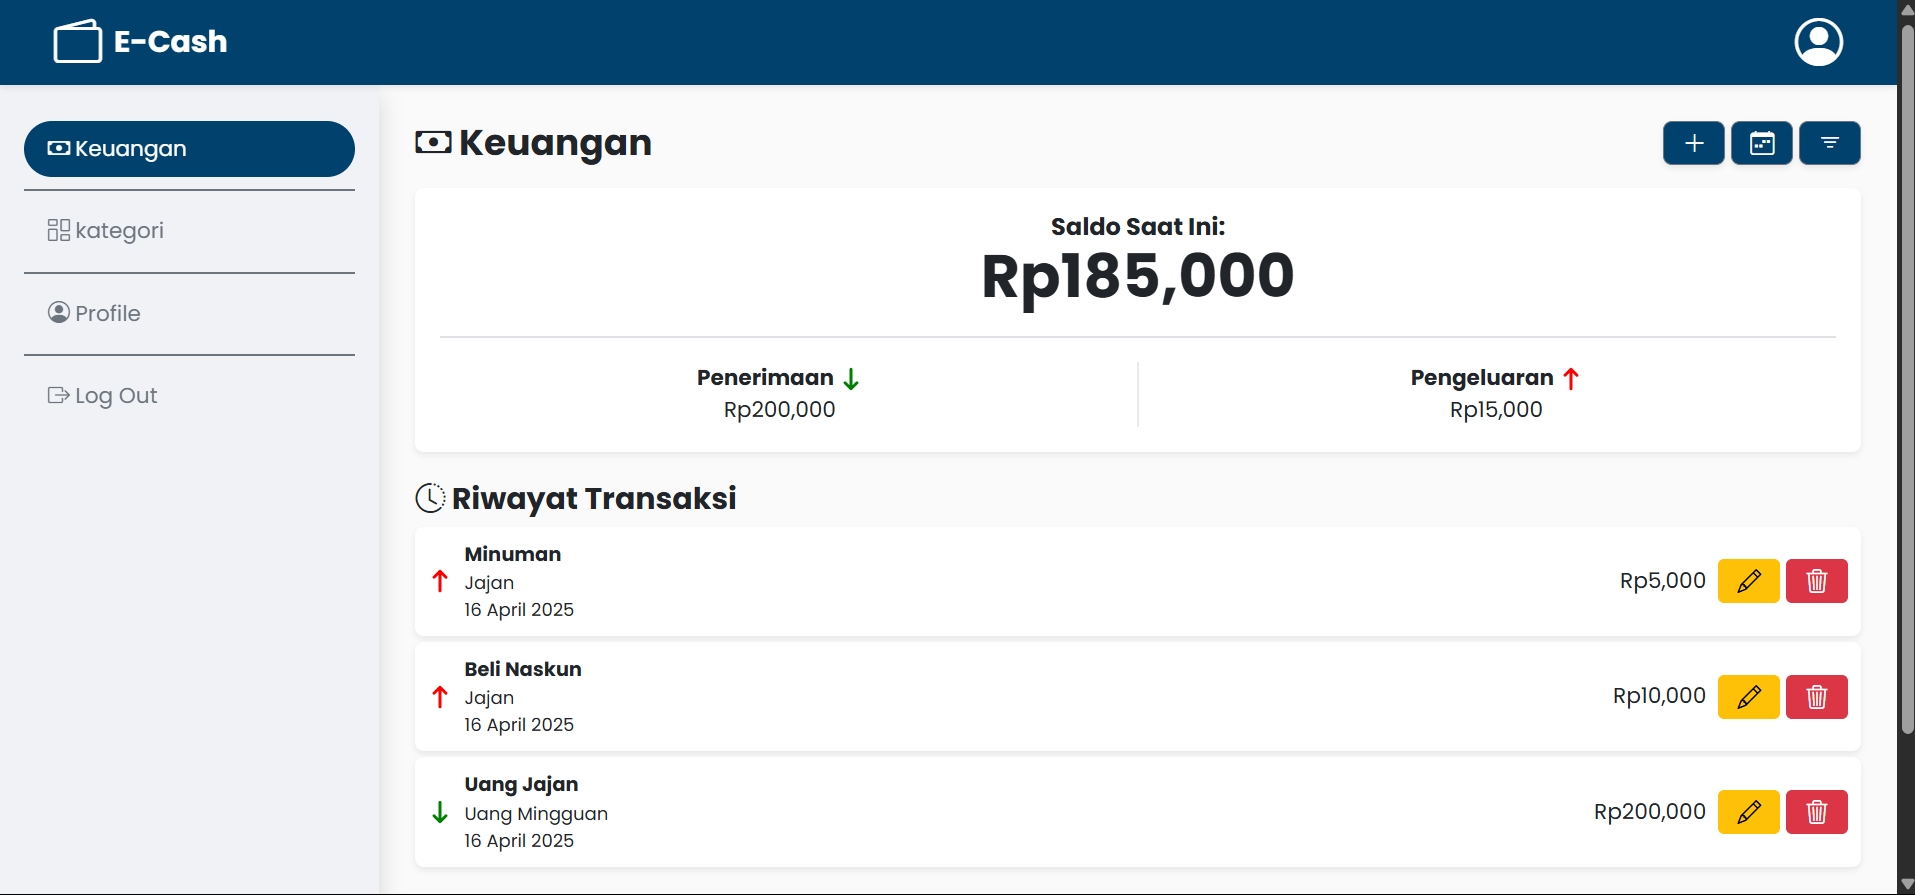 E-Cash
Keuangan
kategori
Profile
Log Out
Keuangan
Saldo Saat Ini:
Rp185,000
Penerimaan
Rp200,000
Pengeluaran
Rp15,000
Riwayat Transaksi
Minuman
Jajan
16 April 2025
Rp5,000
Beli Naskun
Jajan
16 April 2025
Rp10,000
Uang Jajan
Uang Mingguan
16 April 2025
Rp200,000